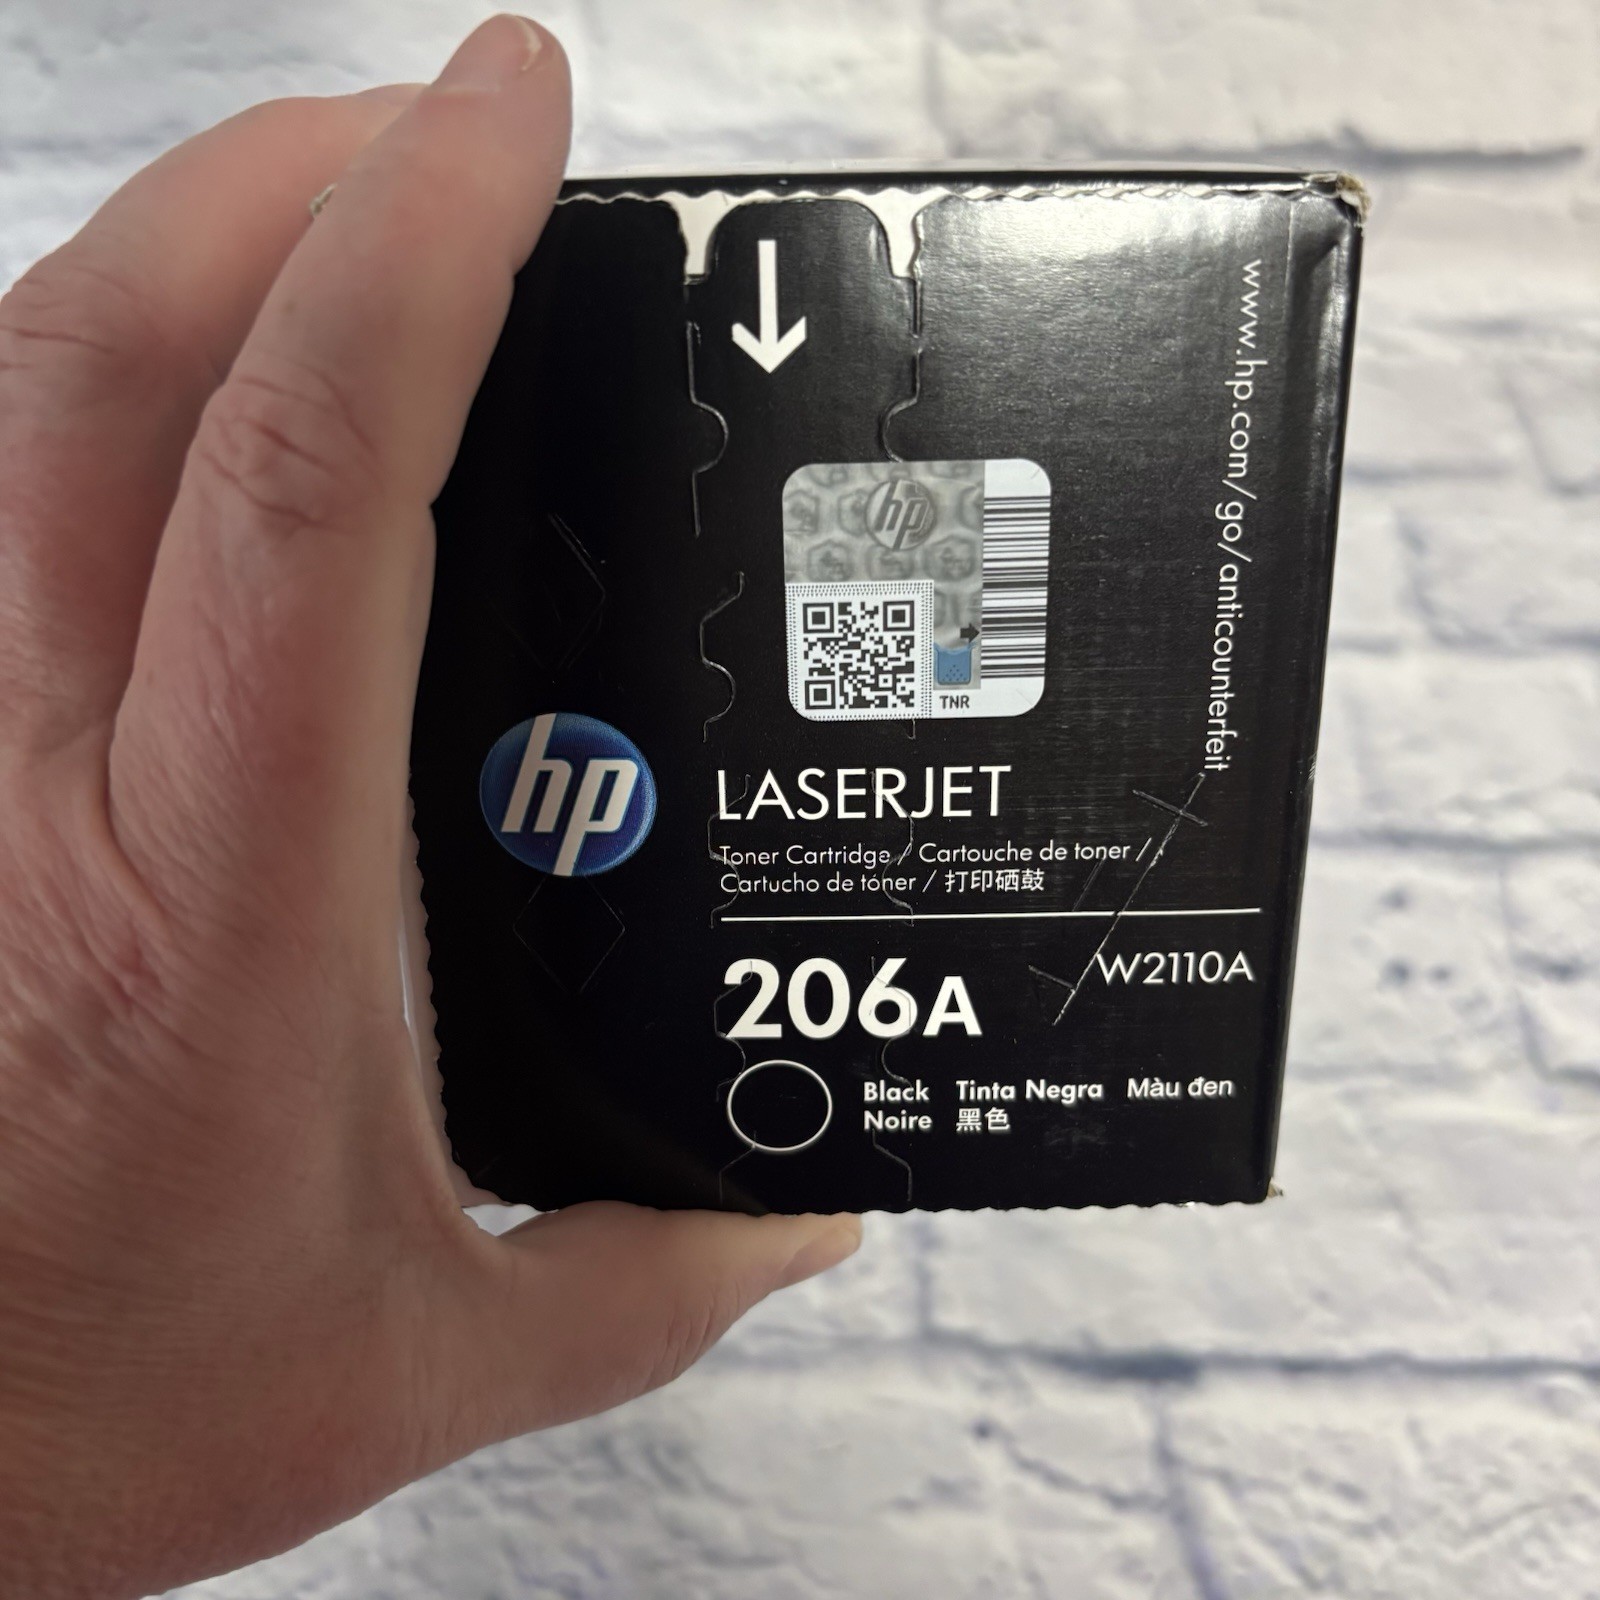 www.hp.com/go/anticounterfeit
hp
TNR
hp
LASERJET
Toner Cartridge / Cartouche de toner /
Cartucho de tóner / 打印硒鼓
206A
W2110A
Black Tinta Negra Màu đen
Noire 黑色